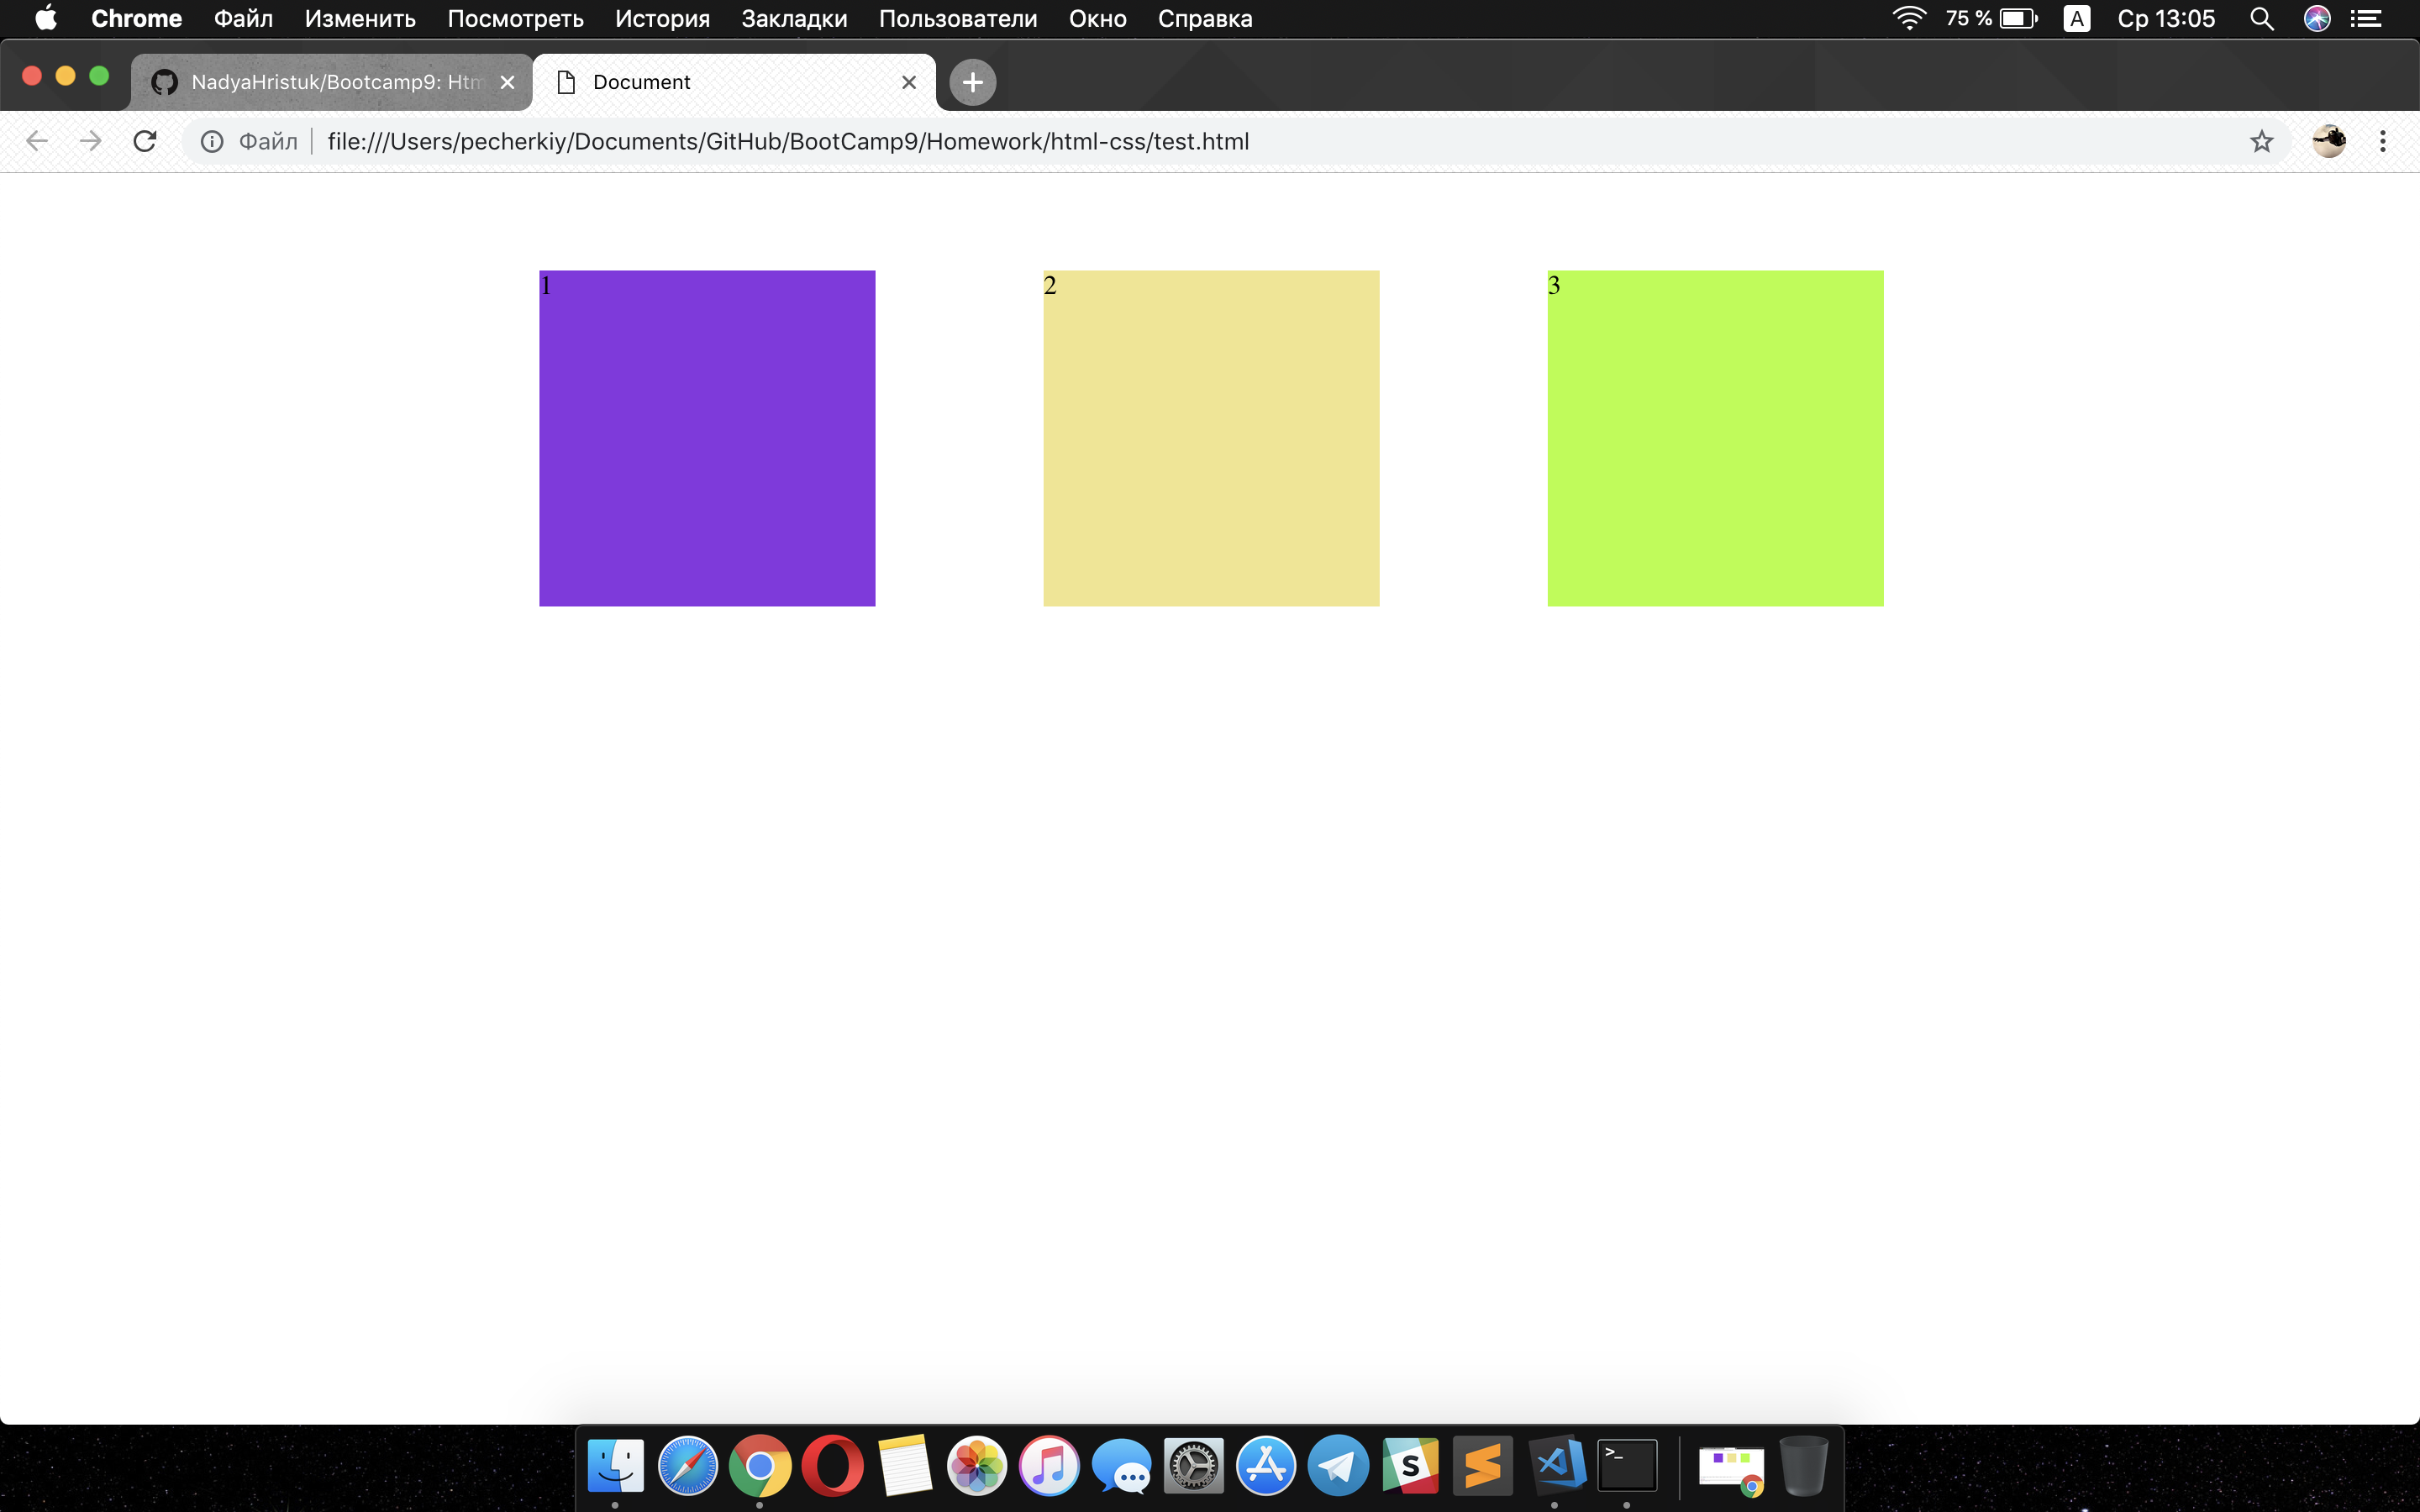 Chrome Файл Изменить Посмотреть История Закладки Пользователи Окно Справка 75 % A Ср 13:05
NadyaHristuk/Bootcamp9: Htm Document
Файл file:///Users/pecherkiy/Documents/GitHub/BootCamp9/Homework/html-css/test.html
1 2 3